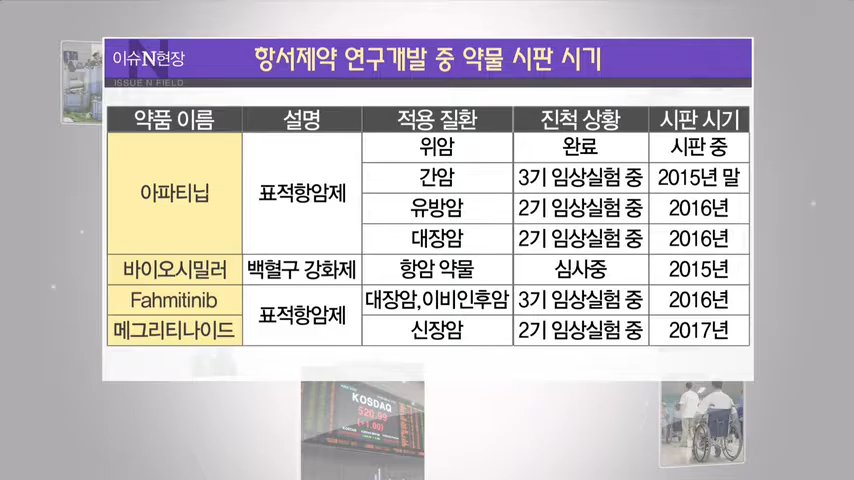 이슈N현장
ISSUE N FIELD
항서제약 연구개발 중 약물 시판 시기
약품 이름 설명 적용 질환 진척 상황 시판 시기
아파티닙 표적항암제 위암 완료 시판 중
간암 3기 임상실험 중 2015년 말
유방암 2기 임상실험 중 2016년
대장암 2기 임상실험 중 2016년
바이오시밀러 백혈구 강화제 항암 약물 심사중 2015년
Fahmitinib 표적항암제 대장암,이비인후암 3기 임상실험 중 2016년
메그리티나이드 신장암 2기 임상실험 중 2017년
KOSDAQ
520.09
(+1.00)